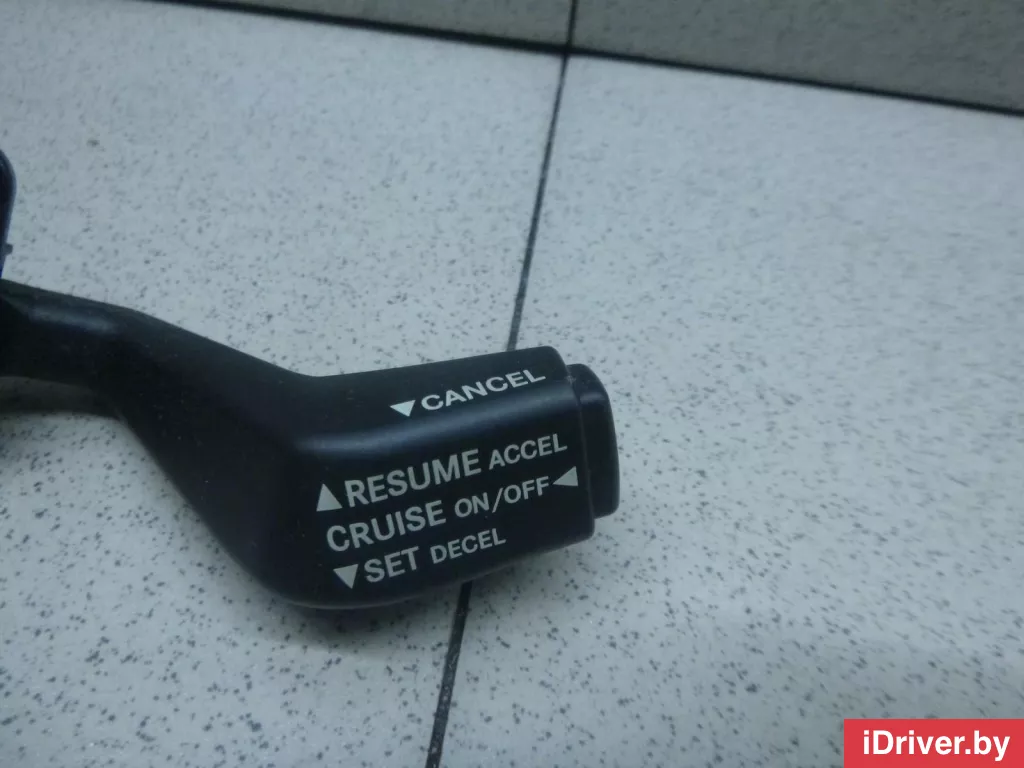 ▼CANCEL
▲RESUME ACCEL
CRUISE ON/OFF◀
▼SET DECEL
iDriver.by